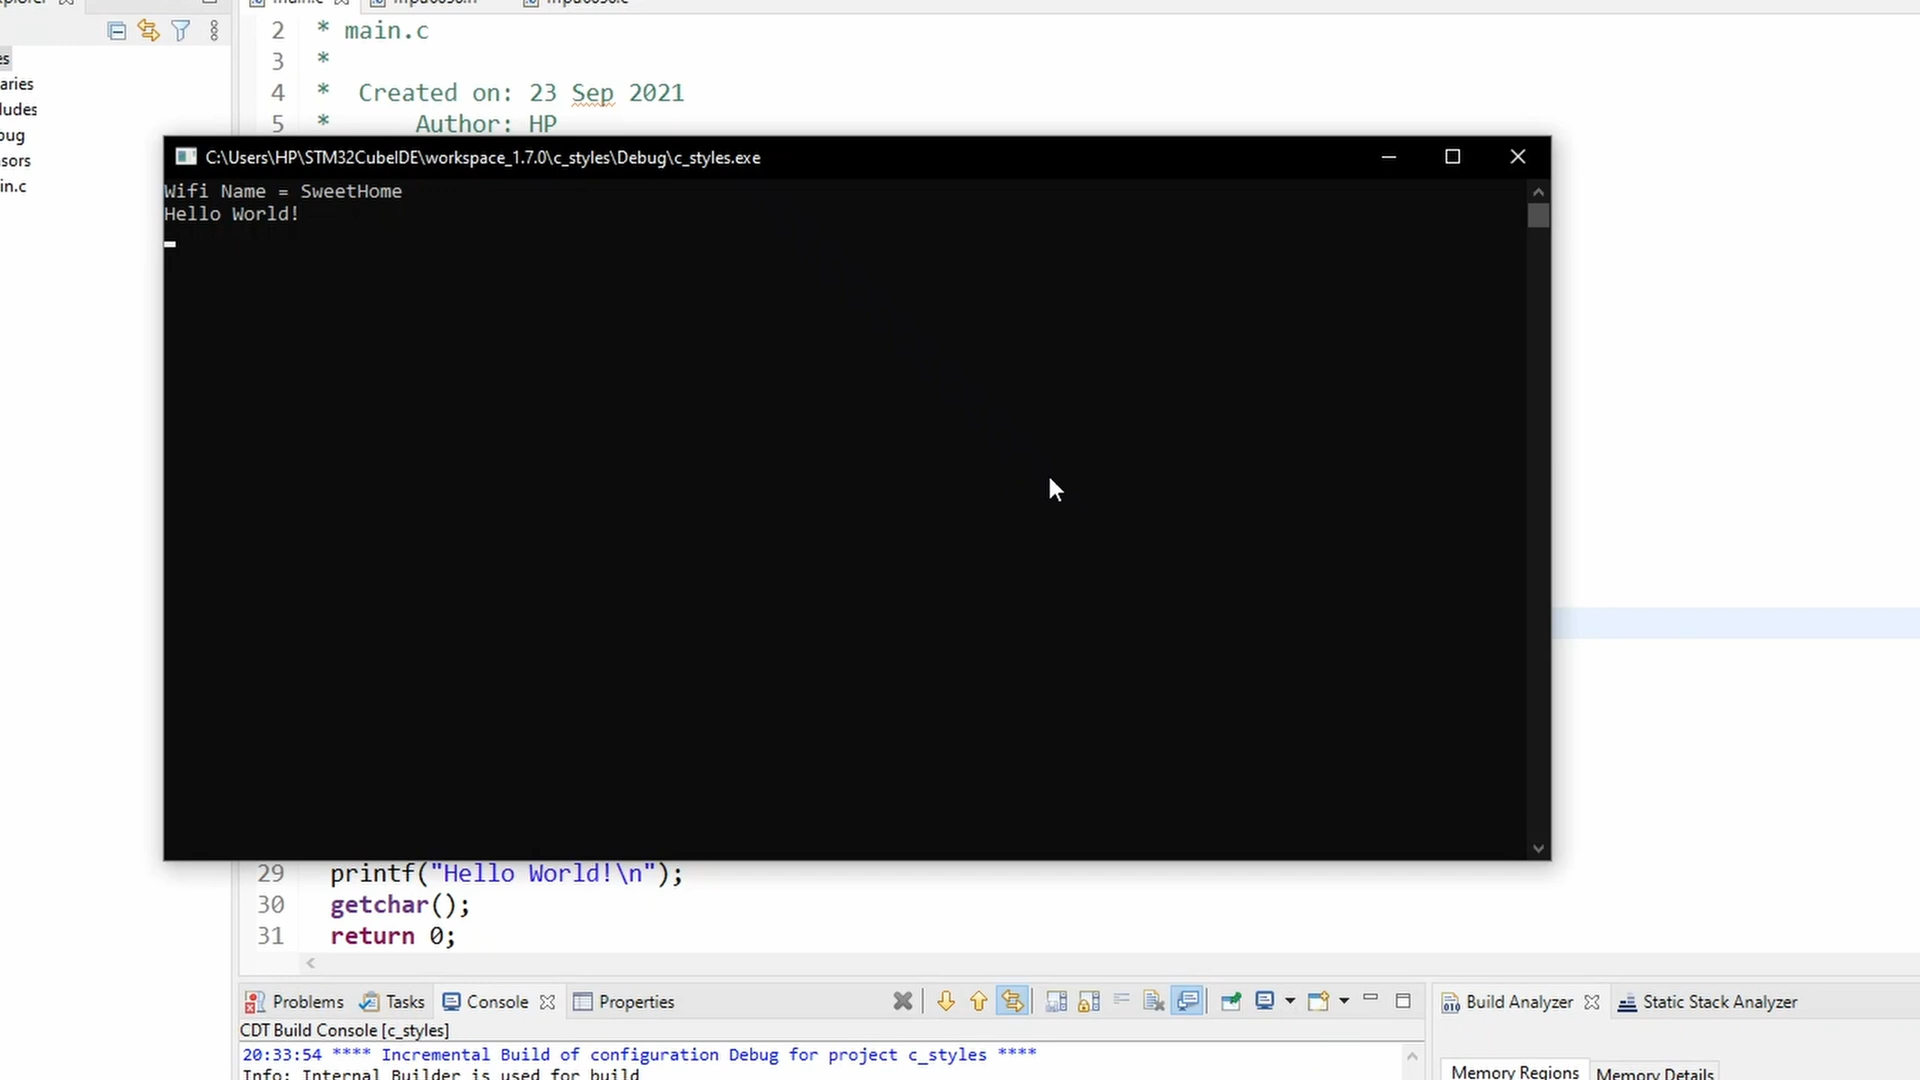 main.c
2 * main.c
3 *
4 * Created on: 23 Sep 2021
5 * Author: HP
es
aries
ludes
bug
sors
in.c
C:\Users\HP\STM32CubeIDE\workspace_1.7.0\c_styles\Debug\c_styles.exe
Wifi Name = SweetHome
Hello World!
29 printf("Hello World!\n");
30 getchar();
31 return 0;
Problems Tasks Console Properties
CDT Build Console [c_styles]
20:33:54 **** Incremental Build of configuration Debug for project c_styles ****
Info: Internal Builder is used for build
Build Analyzer Static Stack Analyzer
Memory Regions Memory Details